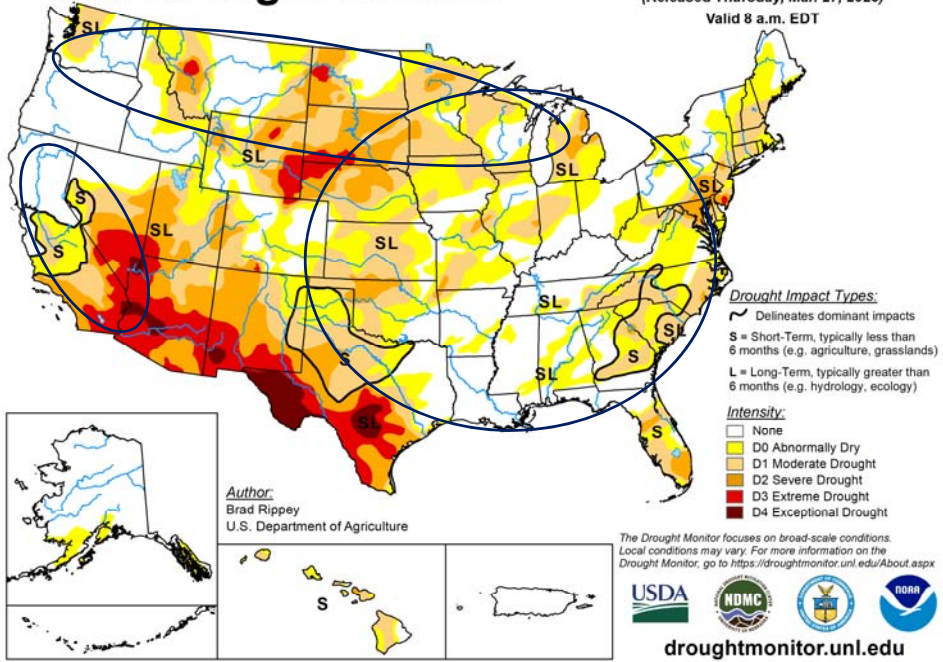 Valid 8 a.m. EDT
SL
SL
SL
SL
S
S
SL
SL
SL
SL
S
SL
S
SL
SL
S
S
Drought Impact Types:
Delineates dominant impacts
S = Short-Term, typically less than
6 months (e.g. agriculture, grasslands)
L = Long-Term, typically greater than
6 months (e.g. hydrology, ecology)
Intensity:
None
D0 Abnormally Dry
D1 Moderate Drought
D2 Severe Drought
D3 Extreme Drought
D4 Exceptional Drought
Author:
Brad Rippey
U.S. Department of Agriculture
The Drought Monitor focuses on broad-scale conditions.
Local conditions may vary. For more information on the
Drought Monitor, go to https://droughtmonitor.unl.edu/About.aspx
USDA
NDMC
NOAA
droughtmonitor.unl.edu